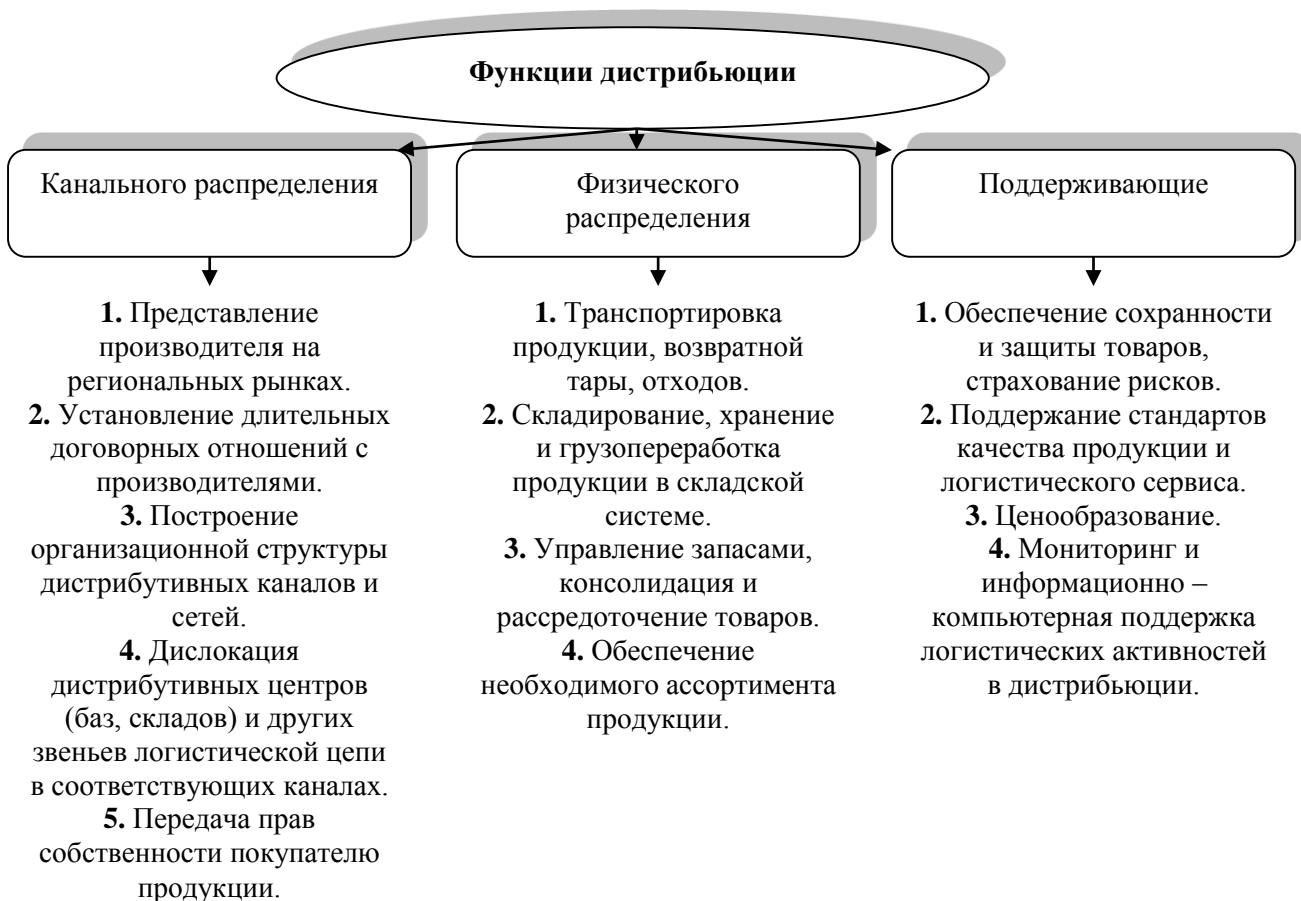 Функции дистрибьюции
Канального распределения
Физического
распределения
Поддерживающие
1. Представление
производителя на
региональных рынках.
2. Установление длительных
договорных отношений с
производителями.
3. Построение
организационной структуры
дистрибутивных каналов и
сетей.
4. Дислокация
дистрибутивных центров
(баз, складов) и других
звеньев логистической цепи
в соответствующих каналах.
5. Передача прав
собственности покупателю
продукции.
1. Транспортировка
продукции, возвратной
тары, отходов.
2. Складирование, хранение
и грузопереработка
продукции в складской
системе.
3. Управление запасами,
консолидация и
рассредоточение товаров.
4. Обеспечение
необходимого ассортимента
продукции.
1. Обеспечение сохранности
и защиты товаров,
страхование рисков.
2. Поддержание стандартов
качества продукции и
логистического сервиса.
3. Ценообразование.
4. Мониторинг и
информационно –
компьютерная поддержка
логистических активностей
в дистрибьюции.